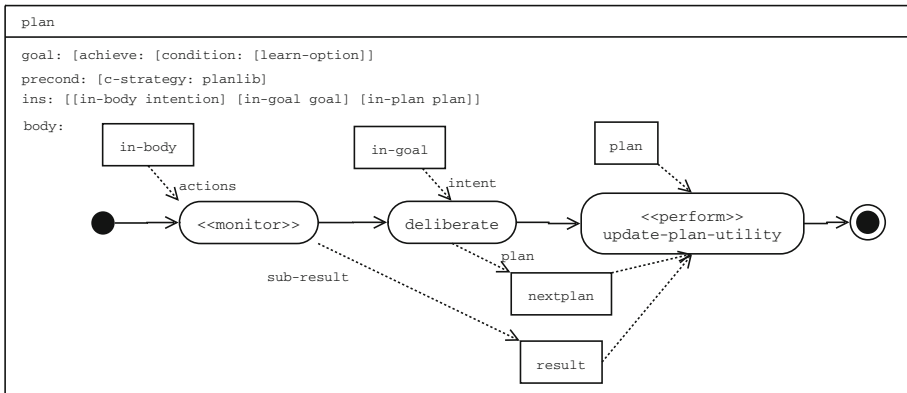 plan
goal: [achieve: [condition: [learn-option]]
precond: [c-strategy: planlib]
ins: [[in-body intention] [in-goal goal] [in-plan plan]]
body:
in-body
in-goal
plan
actions
intent
<<monitor>>
deliberate
<<perform>>
update-plan-utility
sub-result
plan
nextplan
result